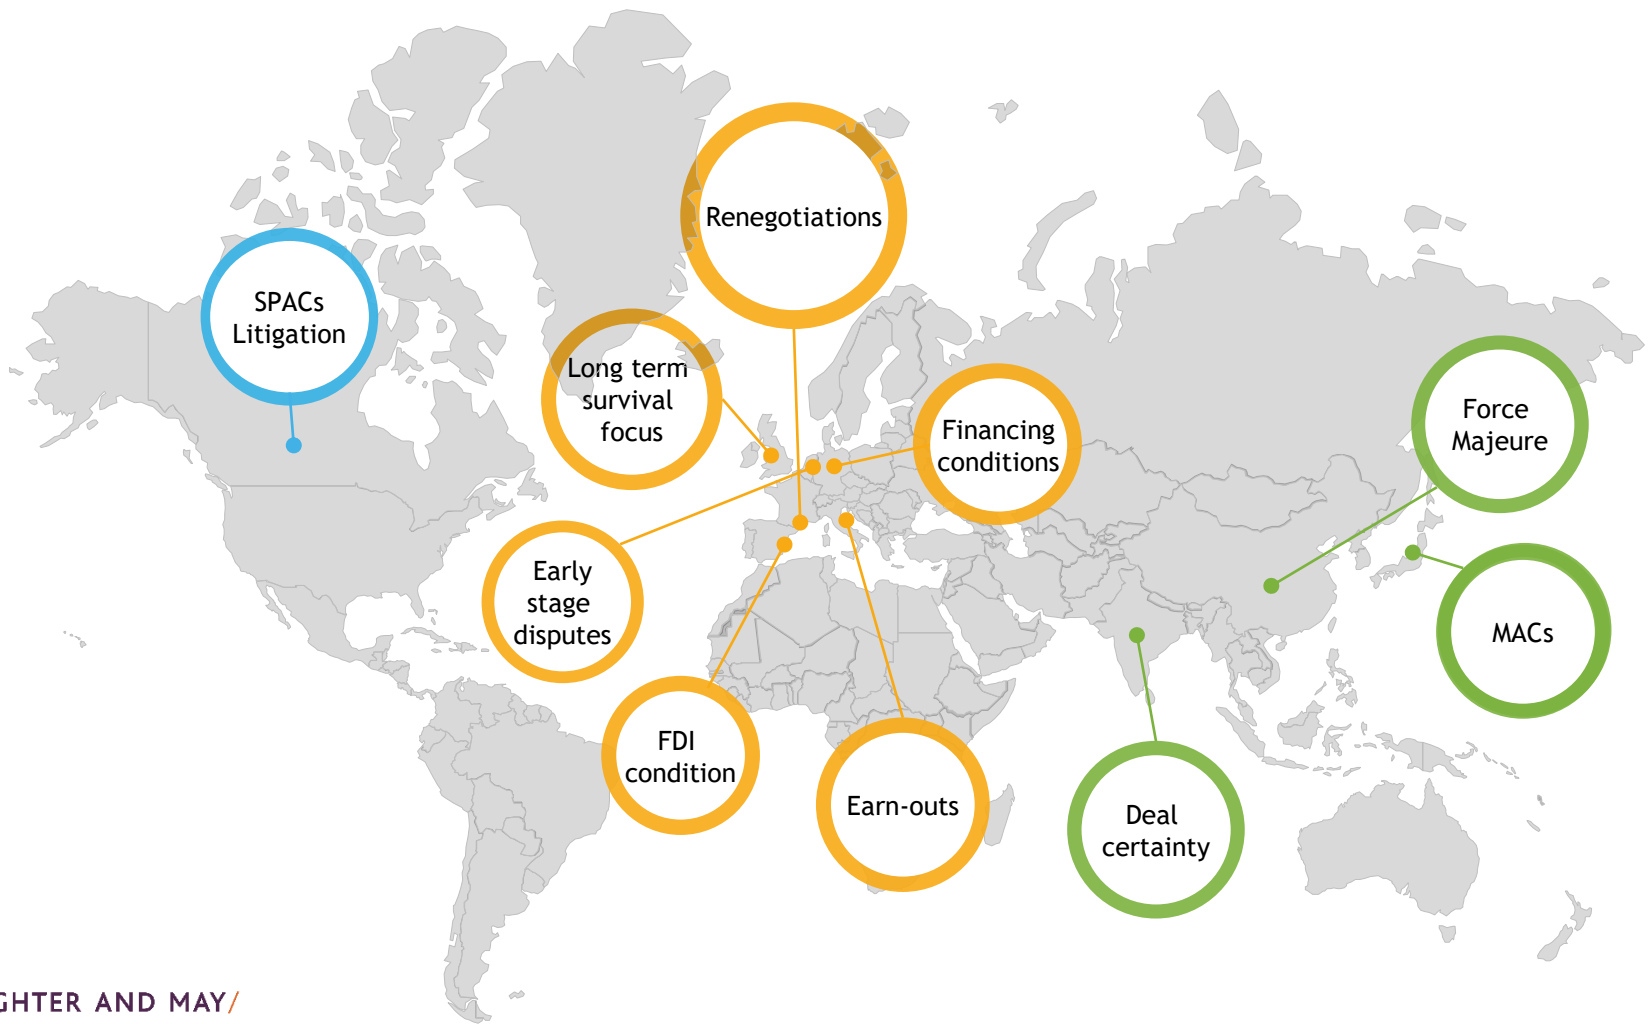 Renegotiations
SPACs
Litigation
Long term
survival
focus
Financing
conditions
Force
Majeure
Early
stage
disputes
MACs
FDI
condition
Earn-outs
Deal
certainty
GHTER AND MAY/